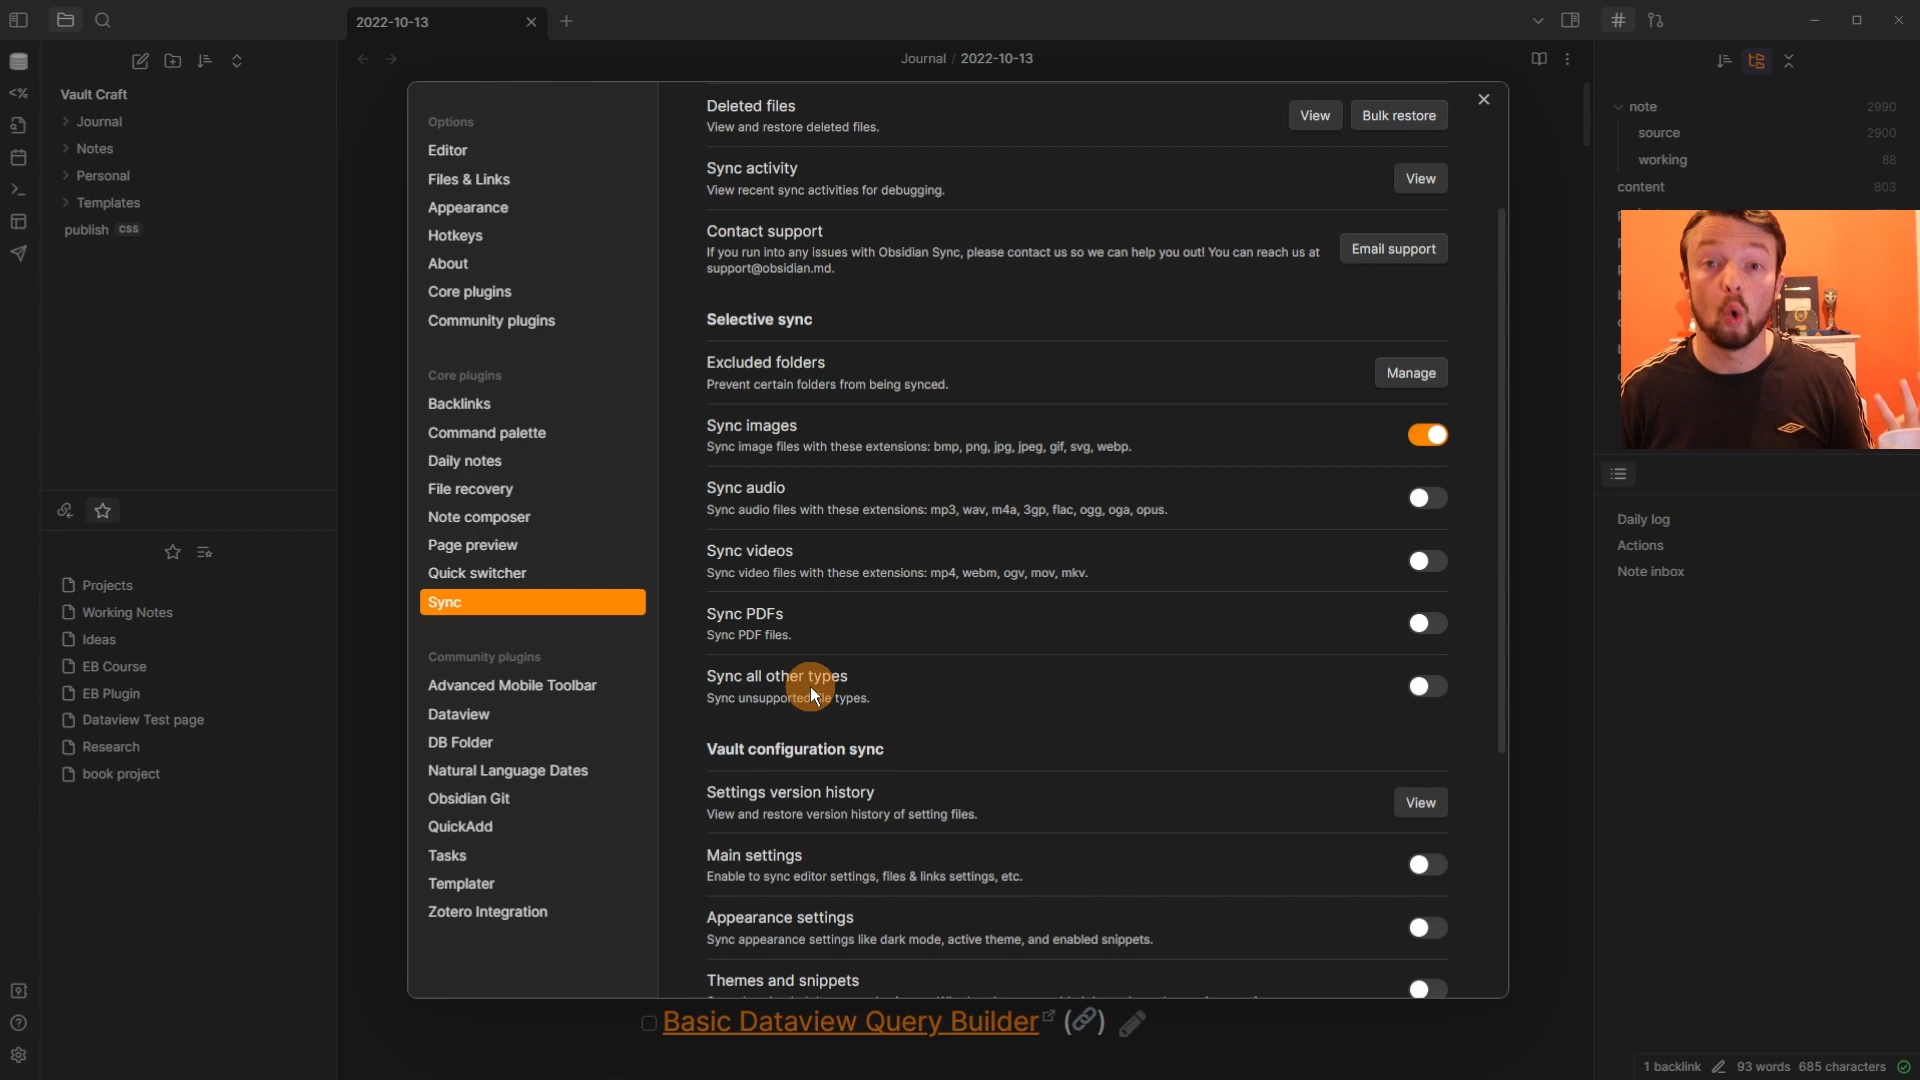 2022-10-13
Journal / 2022-10-13
Vault Craft
Journal
Notes
Personal
Templates
publish CSS
Projects
Working Notes
Ideas
EB Course
EB Plugin
Dataview Test page
Research
book project
Options
Editor
Files & Links
Appearance
Hotkeys
About
Core plugins
Community plugins
Core plugins
Backlinks
Command palette
Daily notes
File recovery
Note composer
Page preview
Quick switcher
Sync
Community plugins
Advanced Mobile Toolbar
Dataview
DB Folder
Natural Language Dates
Obsidian Git
QuickAdd
Tasks
Templater
Zotero Integration
Deleted files
View and restore deleted files.
View
Bulk restore
Sync activity
View recent sync activities for debugging.
View
Contact support
If you run into any issues with Obsidian Sync, please contact us so we can help you out! You can reach us at
support@obsidian.md.
Email support
Selective sync
Excluded folders
Prevent certain folders from being synced.
Manage
Sync images
Sync image files with these extensions: bmp, png, jpg, jpeg, gif, svg, webp.
Sync audio
Sync audio files with these extensions: mp3, wav, m4a, 3gp, flac, ogg, oga, opus.
Sync videos
Sync video files with these extensions: mp4, webm, ogv, mov, mkv.
Sync PDFs
Sync PDF files.
Sync all other types
Sync unsupported file types.
Vault configuration sync
Settings version history
View and restore version history of setting files.
View
Main settings
Enable to sync editor settings, files & links settings, etc.
Appearance settings
Sync appearance settings like dark mode, active theme, and enabled snippets.
Themes and snippets
Basic Dataview Query Builder
note 2990
source 2900
working 88
content 803
Daily log
Actions
Note inbox
1 backlink 93 words 685 characters